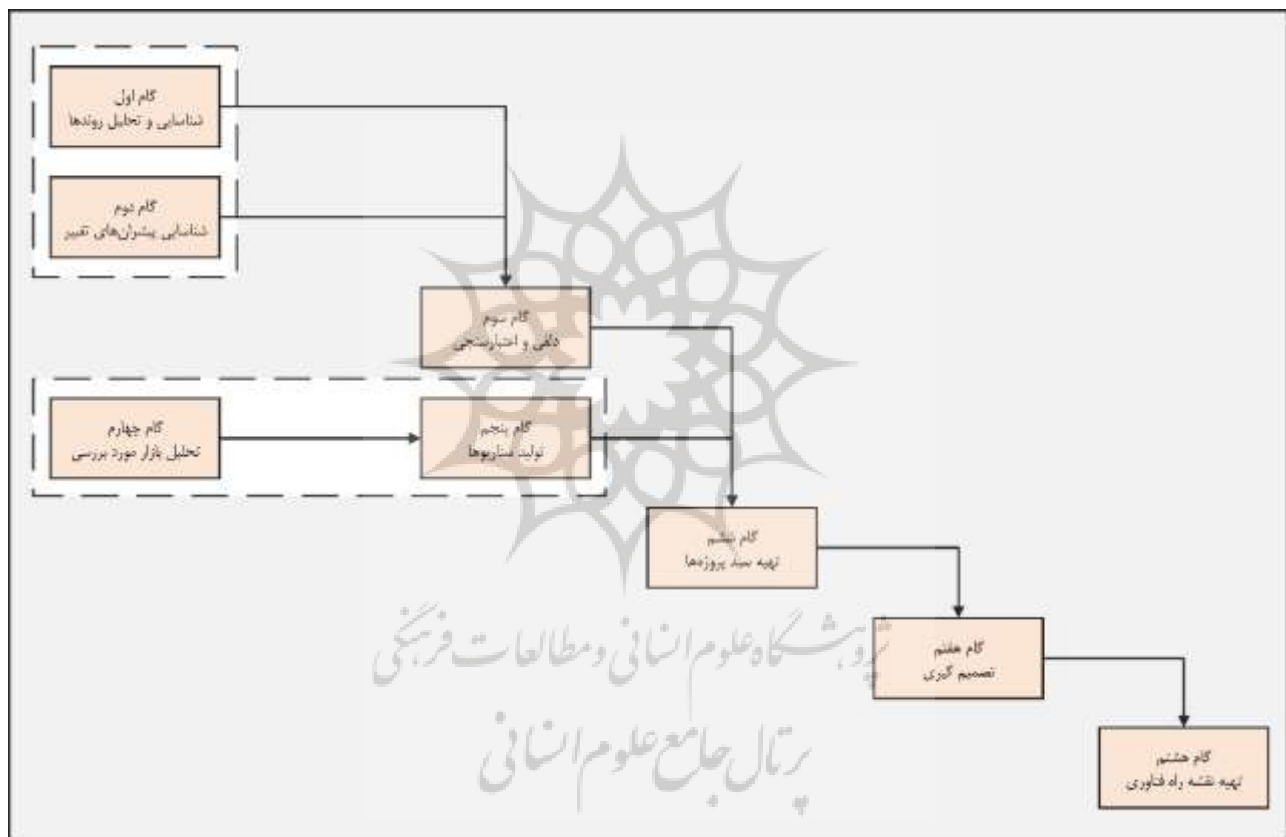 گام اول
شناسایی و تحلیل روندها
گام دوم
شناسایی پیشران‌های تغییر
گام سوم
دلفی و اعتبارسنجی
گام چهارم
تحلیل بازار مورد بررسی
گام پنجم
تولید سناریوها
گام ششم
تهیه سبد پروژه‌ها
گام هفتم
تصمیم گیری
گام هشتم
تهیه نقشه راه فناوری
پژوهشگاه علوم انسانی و مطالعات فرهنگی
پرتال جامع علوم انسانی